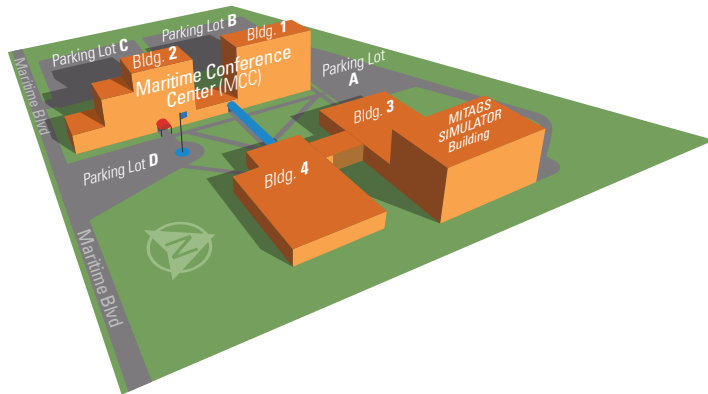 Parking Lot C
Parking Lot B
Bldg. 1
Bldg. 2
Maritime Conference
Center (MCC)
Parking Lot
A
Maritime Blvd
Bldg. 3
MITAGS
SIMULATOR
Building
Parking Lot D
Bldg. 4
Maritime Blvd
N